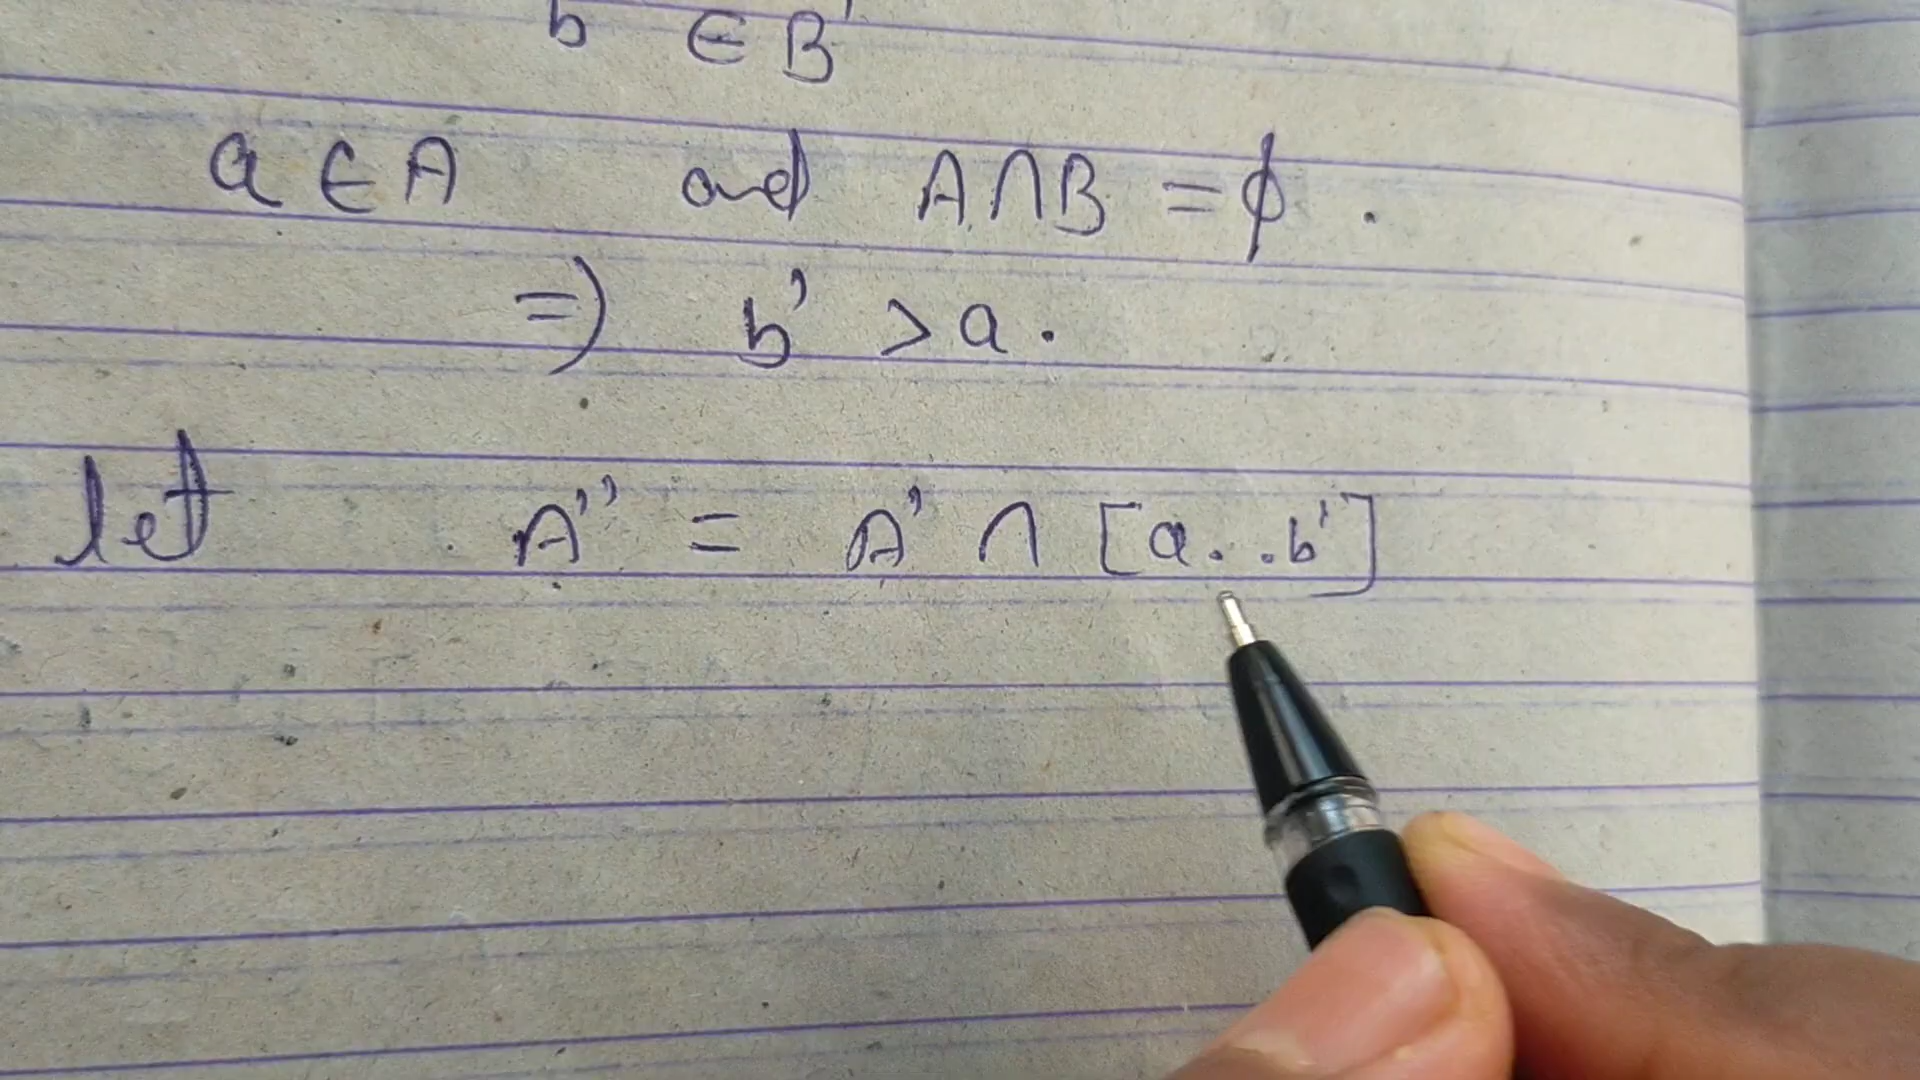 b ∈ B'
a ∈ A and A∩B = ϕ .
=) b' > a .
let A'' = A' ∩ [a...b']